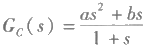 G_C(s) = \frac{as^2 + bs}{1 + s}